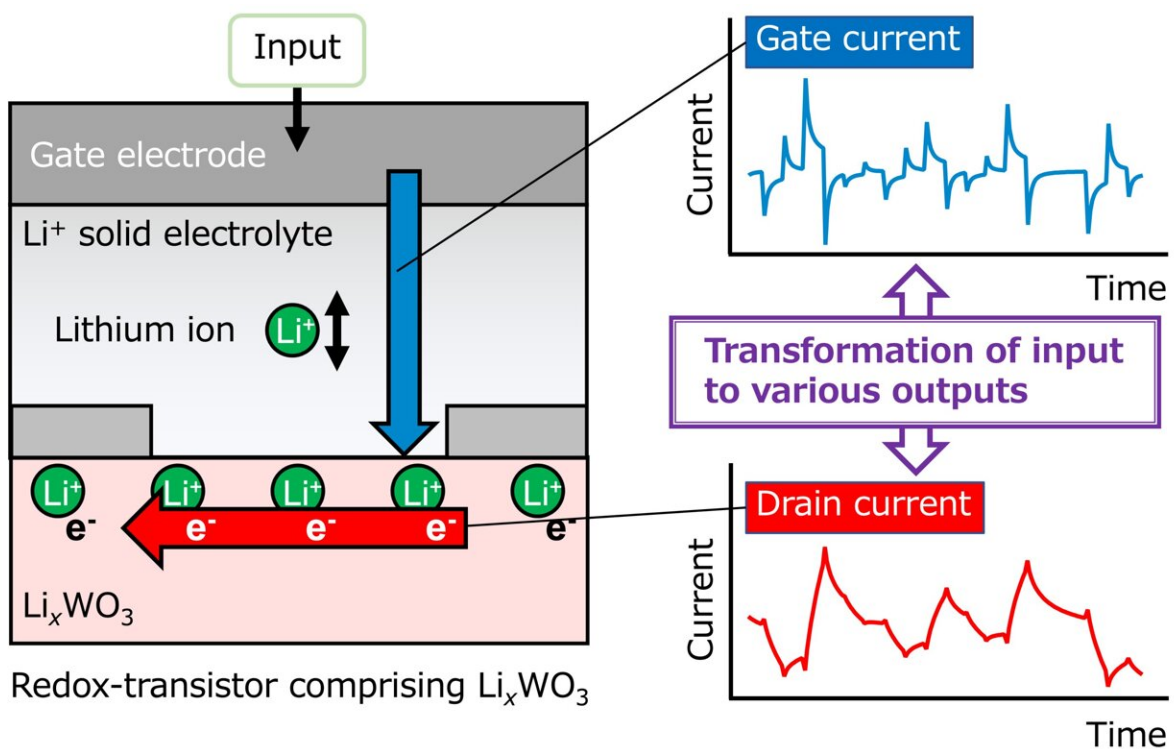 Input
Gate electrode
Li⁺ solid electrolyte
Lithium ion
Li⁺
Li⁺ Li⁺ Li⁺ Li⁺ Li⁺
e⁻ e⁻ e⁻ e⁻ e⁻
LiₓWO₃
Redox-transistor comprising LiₓWO₃
Gate current
Current
Time
Transformation of input
to various outputs
Drain current
Current
Time